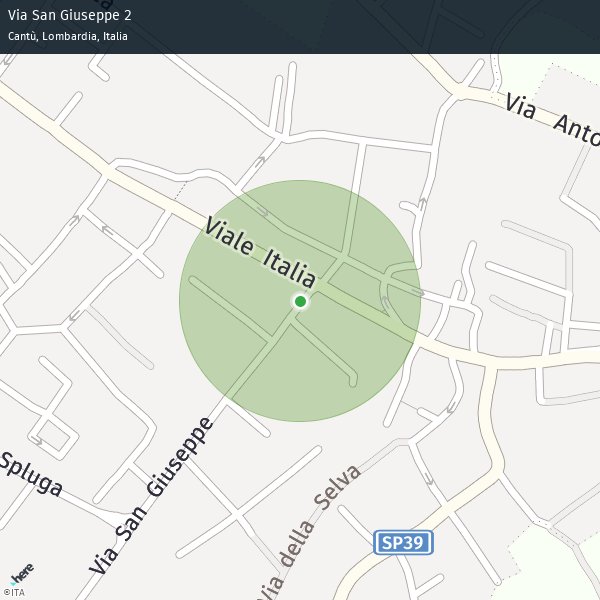 Via San Giuseppe 2
Cantù, Lombardia, Italia
Via Anto
Viale Italia
Via San Giuseppe
Spluga
Via della Selva
SP39
here
©ITA